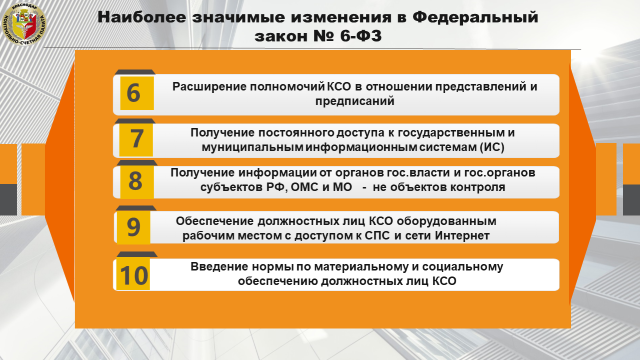 Наиболее значимые изменения в Федеральный
закон № 6-ФЗ
6
Расширение полномочий КСО в отношении представлений и
предписаний
7
Получение постоянного доступа к государственным и
муниципальным информационным системам (ИС)
8
Получение информации от органов гос.власти и гос.органов
субъектов РФ, ОМС и МО - не объектов контроля
9
Обеспечение должностных лиц КСО оборудованным
рабочим местом с доступом к СПС и сети Интернет
10
Введение нормы по материальному и социальному
обеспечению должностных лиц КСО